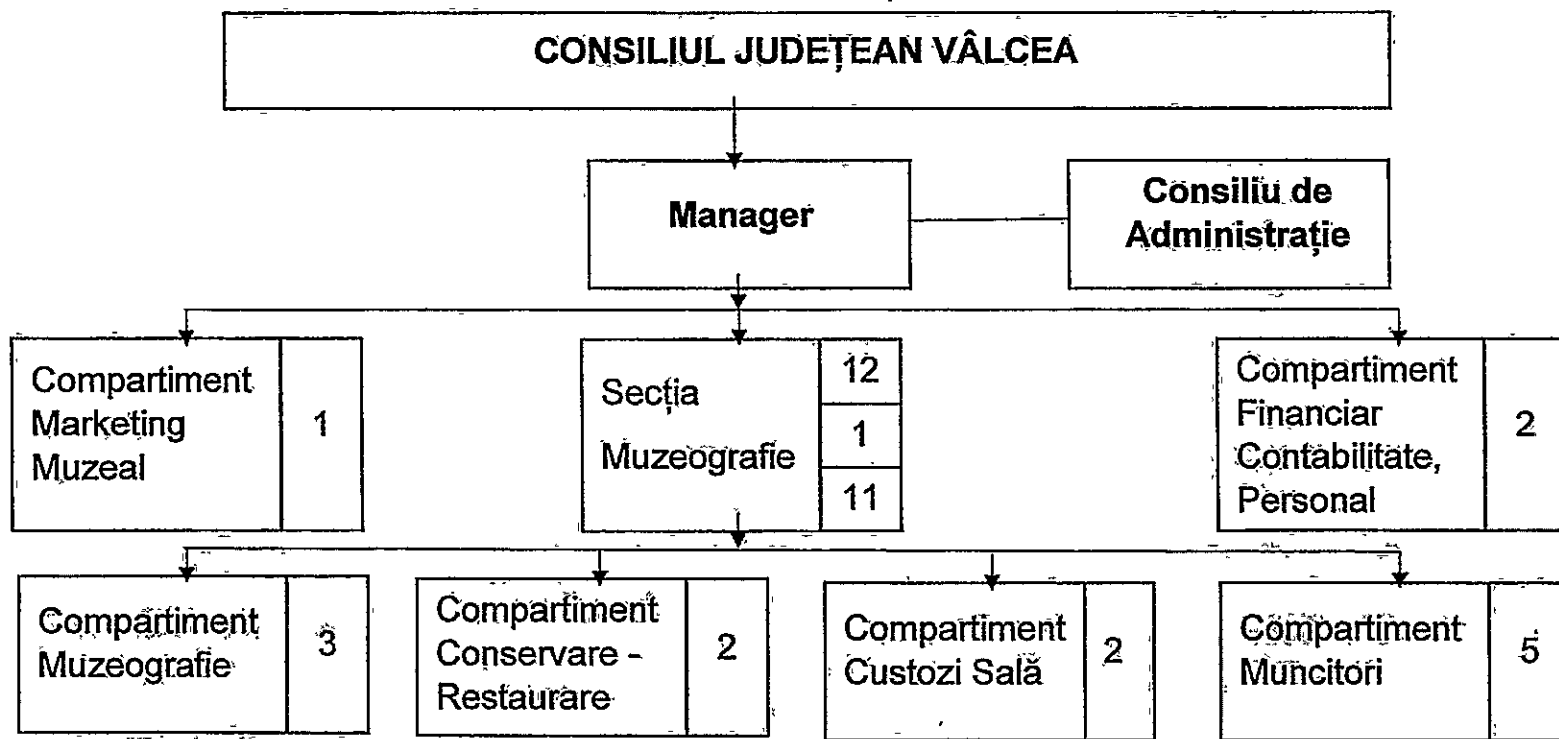 CONSILIUL JUDEȚEAN VÂLCEA
Manager
Consiliu de
Administrație
Compartiment
Marketing
Muzeal
1
Secția
Muzeografie
12
1
11
Compartiment
Financiar
Contabilitate,
Personal
2
Compartiment
Muzeografie
3
Compartiment
Conservare -
Restaurare
2
Compartiment
Custozi Sală
2
Compartiment
Muncitori
5